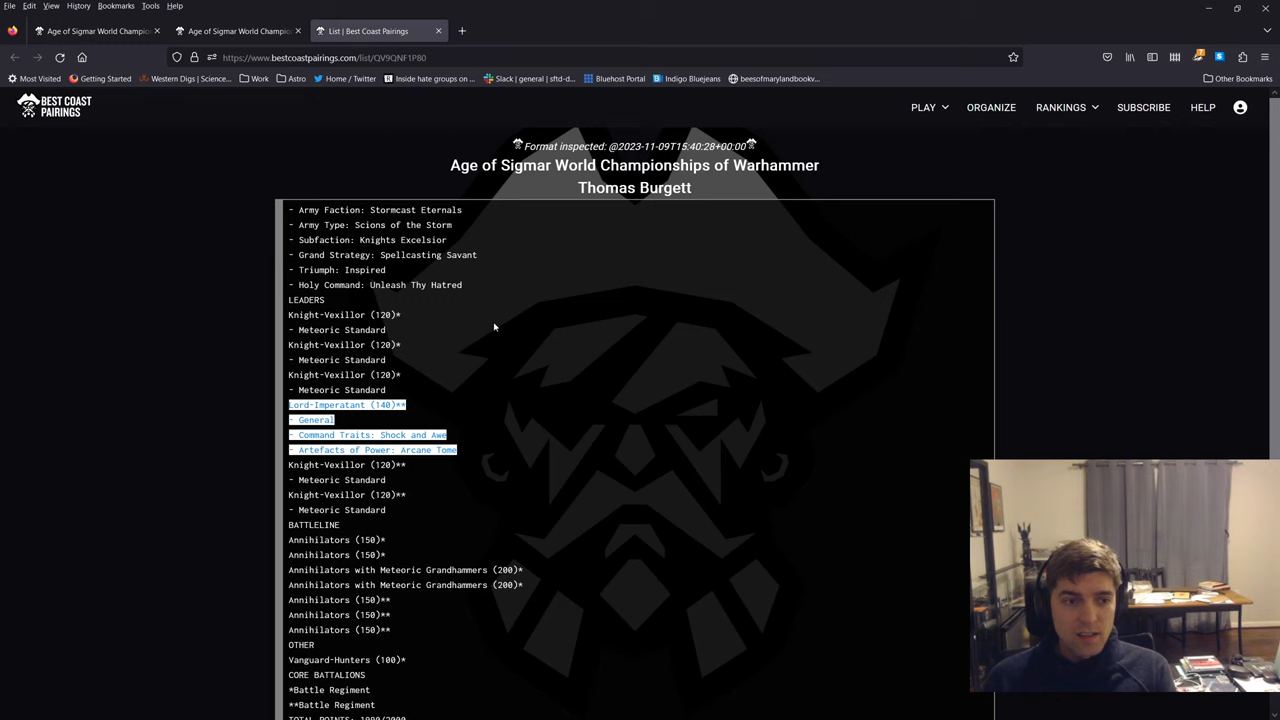 File Edit View History Bookmarks Tools Help
Age of Sigmar World Champion
Age of Sigmar World Champion
List | Best Coast Pairings
https://www.bestcoastpairings.com/list/QV9QNF1P80
Most Visited Getting Started Western Digs | Science... Work Astro Home / Twitter Inside hate groups on ... Slack | general | sftd-d... Bluehost Portal Indigo Bluejeans beesofmarylandbookv... Other Bookmarks
BEST COAST
PAIRINGS
PLAY ORGANIZE RANKINGS SUBSCRIBE HELP
Format inspected: @2023-11-09T15:40:28+00:00
Age of Sigmar World Championships of Warhammer
Thomas Burgett
- Army Faction: Stormcast Eternals
- Army Type: Scions of the Storm
- Subfaction: Knights Excelsior
- Grand Strategy: Spellcasting Savant
- Triumph: Inspired
- Holy Command: Unleash Thy Hatred
LEADERS
Knight-Vexillor (120)*
- Meteoric Standard
Knight-Vexillor (120)*
- Meteoric Standard
Knight-Vexillor (120)*
- Meteoric Standard
Lord-Imperatant (140)**
- General
- Command Traits: Shock and Awe
- Artefacts of Power: Arcane Tome
Knight-Vexillor (120)**
- Meteoric Standard
Knight-Vexillor (120)**
- Meteoric Standard
BATTLELINE
Annihilators (150)*
Annihilators (150)*
Annihilators with Meteoric Grandhammers (200)*
Annihilators with Meteoric Grandhammers (200)*
Annihilators (150)**
Annihilators (150)**
Annihilators (150)**
OTHER
Vanguard-Hunters (100)*
CORE BATTALIONS
*Battle Regiment
**Battle Regiment